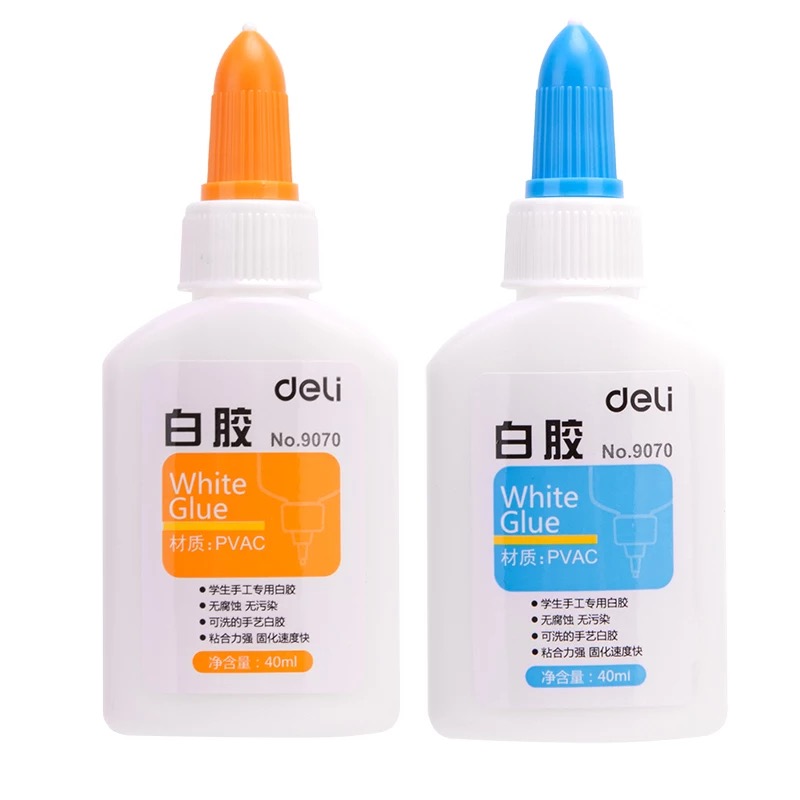 deli
白胶 No.9070
White
Glue
材质:PVAC
●学生手工专用白胶
●无腐蚀 无污染
●可洗的手艺白胶
●粘合力强 固化速度快
净含量:40ml
deli
白胶 No.9070
White
Glue
材质:PVAC
●学生手工专用白胶
●无腐蚀 无污染
●可洗的手艺白胶
●粘合力强 固化速度快
净含量:40ml